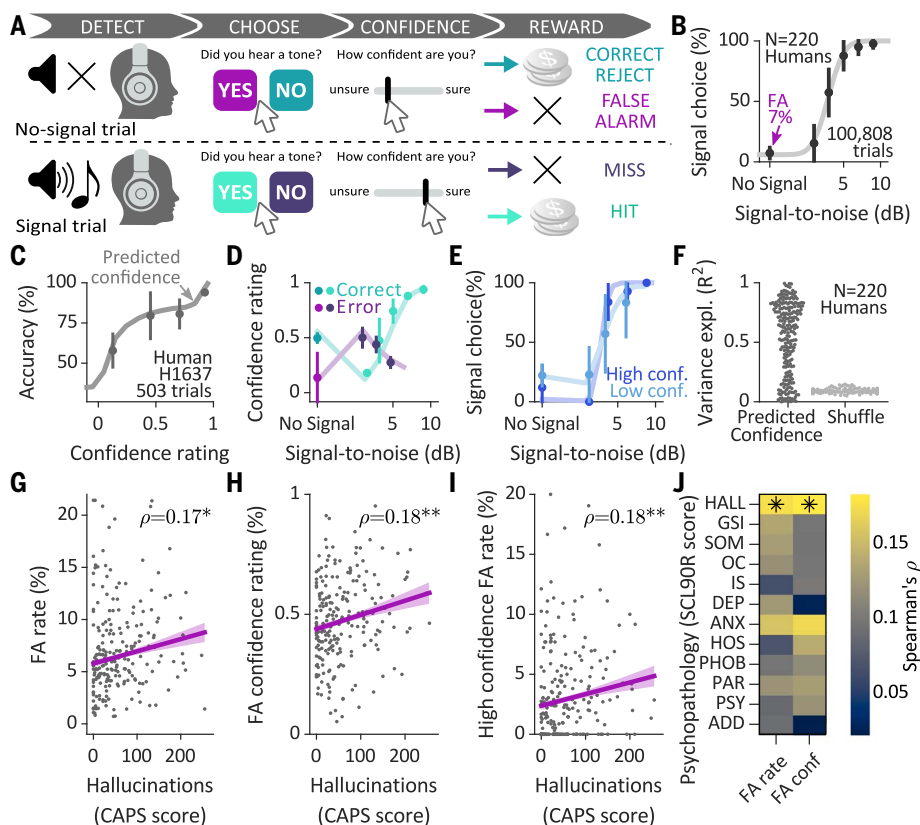 A
DETECT
CHOOSE
CONFIDENCE
REWARD
Did you hear a tone?
How confident are you?
YES
NO
unsure
sure
CORRECT
REJECT
FALSE
ALARM
No-signal trial
Did you hear a tone?
How confident are you?
YES
NO
unsure
sure
MISS
HIT
Signal trial
B
Signal choice (%)
100
50
0
N=220
Humans
FA
7%
100,808
trials
No Signal
5
10
Signal-to-noise (dB)
C
Accuracy (%)
100
75
50
Predicted
confidence
Human
H1637
503 trials
0
0.5
1
Confidence rating
D
Confidence rating
1
0.5
0
Correct
Error
No Signal
5
10
Signal-to-noise (dB)
E
Signal choice(%)
100
50
0
High conf.
Low conf.
No Signal
5
10
Signal-to-noise (dB)
F
Variance expl. (R²)
1
0.5
0
N=220
Humans
Predicted
Confidence
Shuffle
G
FA rate (%)
20
15
10
5
0
ρ=0.17*
0
100
200
Hallucinations
(CAPS score)
H
FA confidence rating (%)
1
0.5
0
ρ=0.18**
0
100
200
Hallucinations
(CAPS score)
I
High confidence FA rate (%)
20
15
10
5
0
ρ=0.18**
0
100
200
Hallucinations
(CAPS score)
J
Psychopathology (SCL90R score)
HALL
GSI
SOM
OC
IS
DEP
ANX
HOS
PHOB
PAR
PSY
ADD
FA rate
FA conf
0.15
0.1
0.05
Spearman's ρ